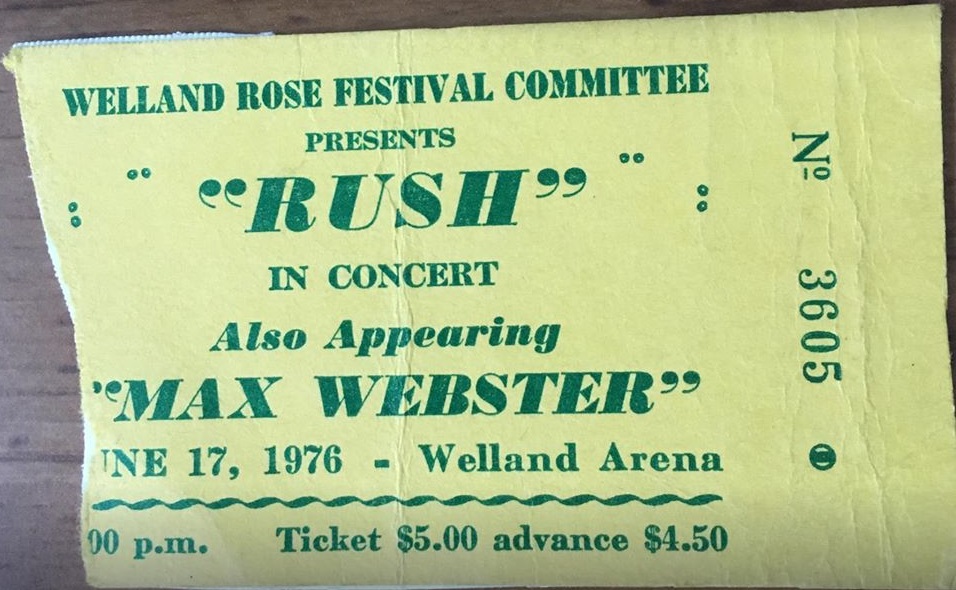 WELLAND ROSE FESTIVAL COMMITTEE
PRESENTS
"RUSH"
IN CONCERT
Also Appearing
"MAX WEBSTER"
UNE 17, 1976 - Welland Arena
00 p.m. Ticket $5.00 advance $4.50
Nº 3605